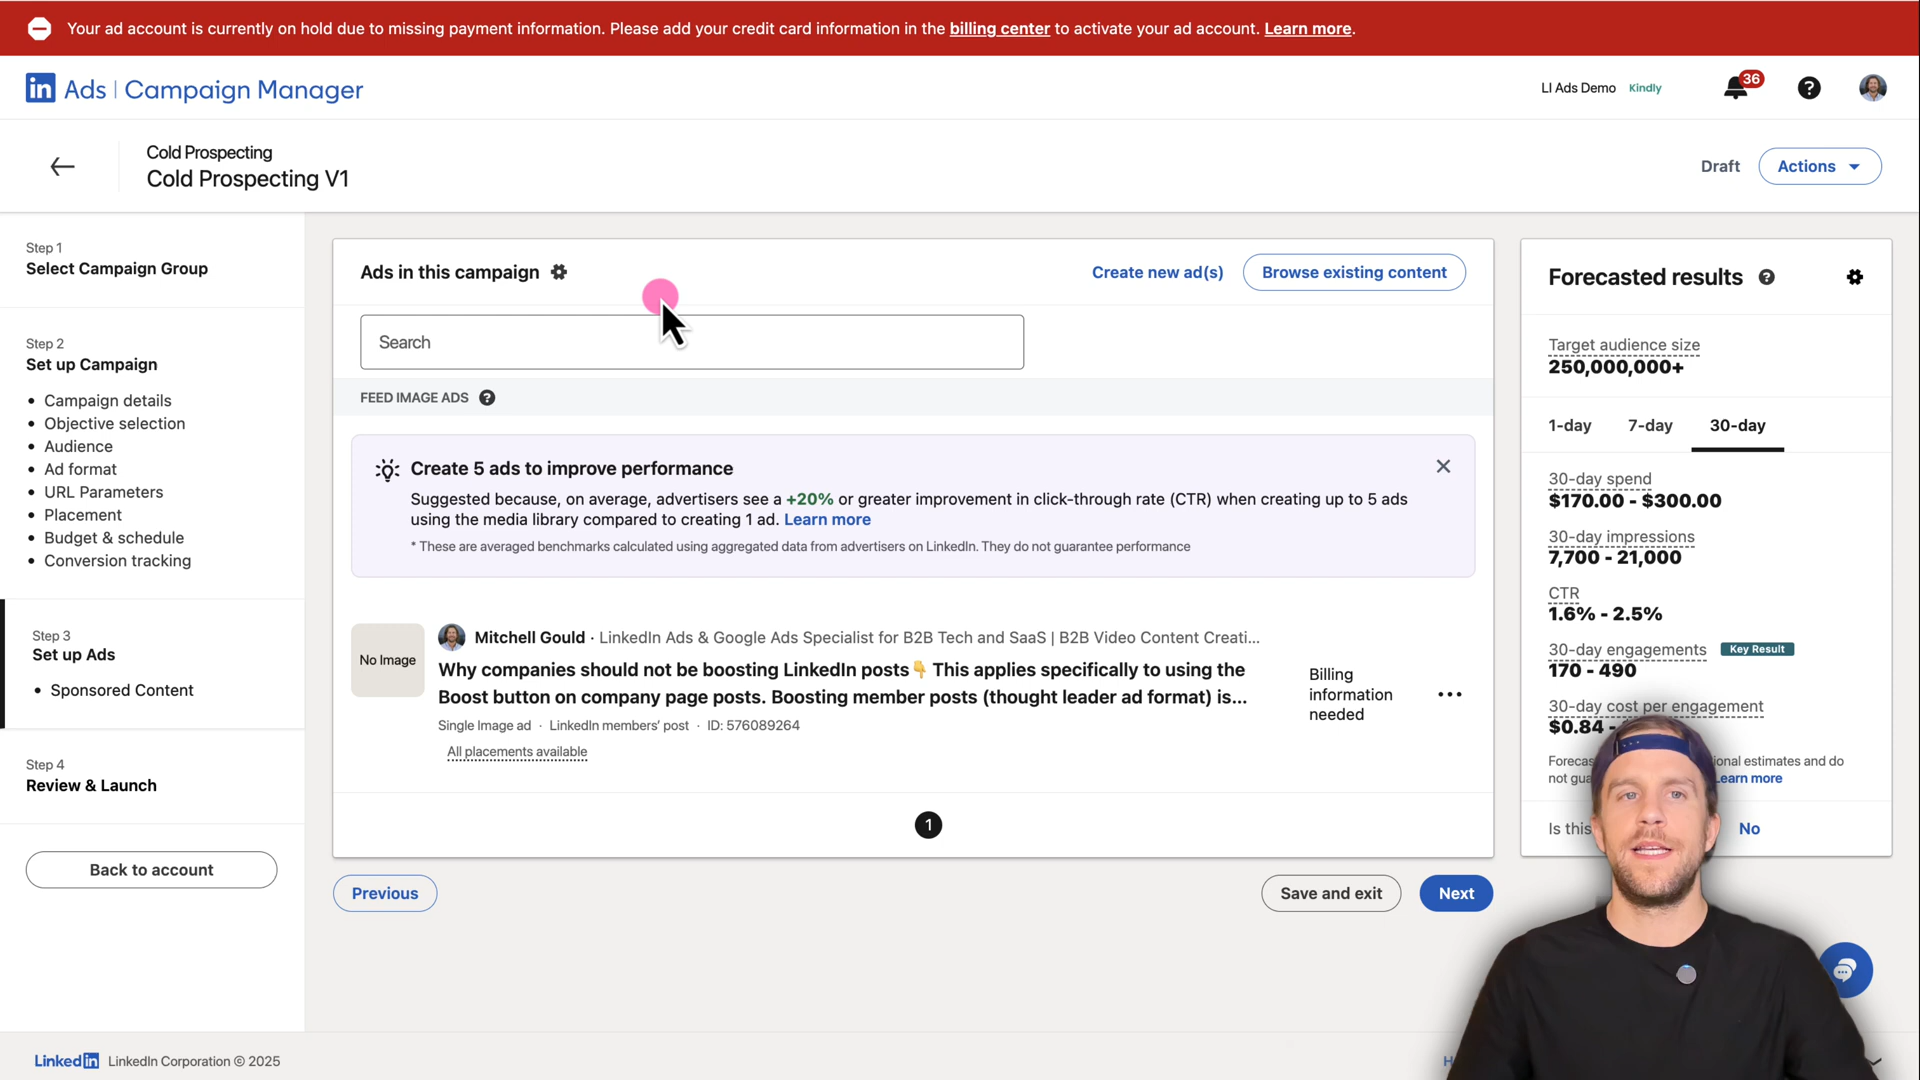 Your ad account is currently on hold due to missing payment information. Please add your credit card information in the billing center to activate your ad account. Learn more.
in Ads | Campaign Manager
LI Ads Demo Kindly
36
?
Cold Prospecting
Cold Prospecting V1
Draft
Actions
Step 1
Select Campaign Group
Step 2
Set up Campaign
• Campaign details
• Objective selection
• Audience
• Ad format
• URL Parameters
• Placement
• Budget & schedule
• Conversion tracking
Step 3
Set up Ads
• Sponsored Content
Step 4
Review & Launch
Back to account
Ads in this campaign
Create new ad(s)
Browse existing content
Search
FEED IMAGE ADS ?
Create 5 ads to improve performance
Suggested because, on average, advertisers see a +20% or greater improvement in click-through rate (CTR) when creating up to 5 ads
using the media library compared to creating 1 ad. Learn more
* These are averaged benchmarks calculated using aggregated data from advertisers on LinkedIn. They do not guarantee performance
No Image
Mitchell Gould · LinkedIn Ads & Google Ads Specialist for B2B Tech and SaaS | B2B Video Content Creati...
Why companies should not be boosting LinkedIn posts👇 This applies specifically to using the
Boost button on company page posts. Boosting member posts (thought leader ad format) is...
Single Image ad · LinkedIn members' post · ID: 576089264
All placements available
Billing
information
needed
1
Previous
Save and exit
Next
Forecasted results ?
Target audience size
250,000,000+
1-day
7-day
30-day
30-day spend
$170.00 - $300.00
30-day impressions
7,700 - 21,000
CTR
1.6% - 2.5%
30-day engagements Key Result
170 - 490
30-day cost per engagement
$0.84 -
ional estimates and do
not Learn more
Is this No
LinkedIn LinkedIn Corporation © 2025